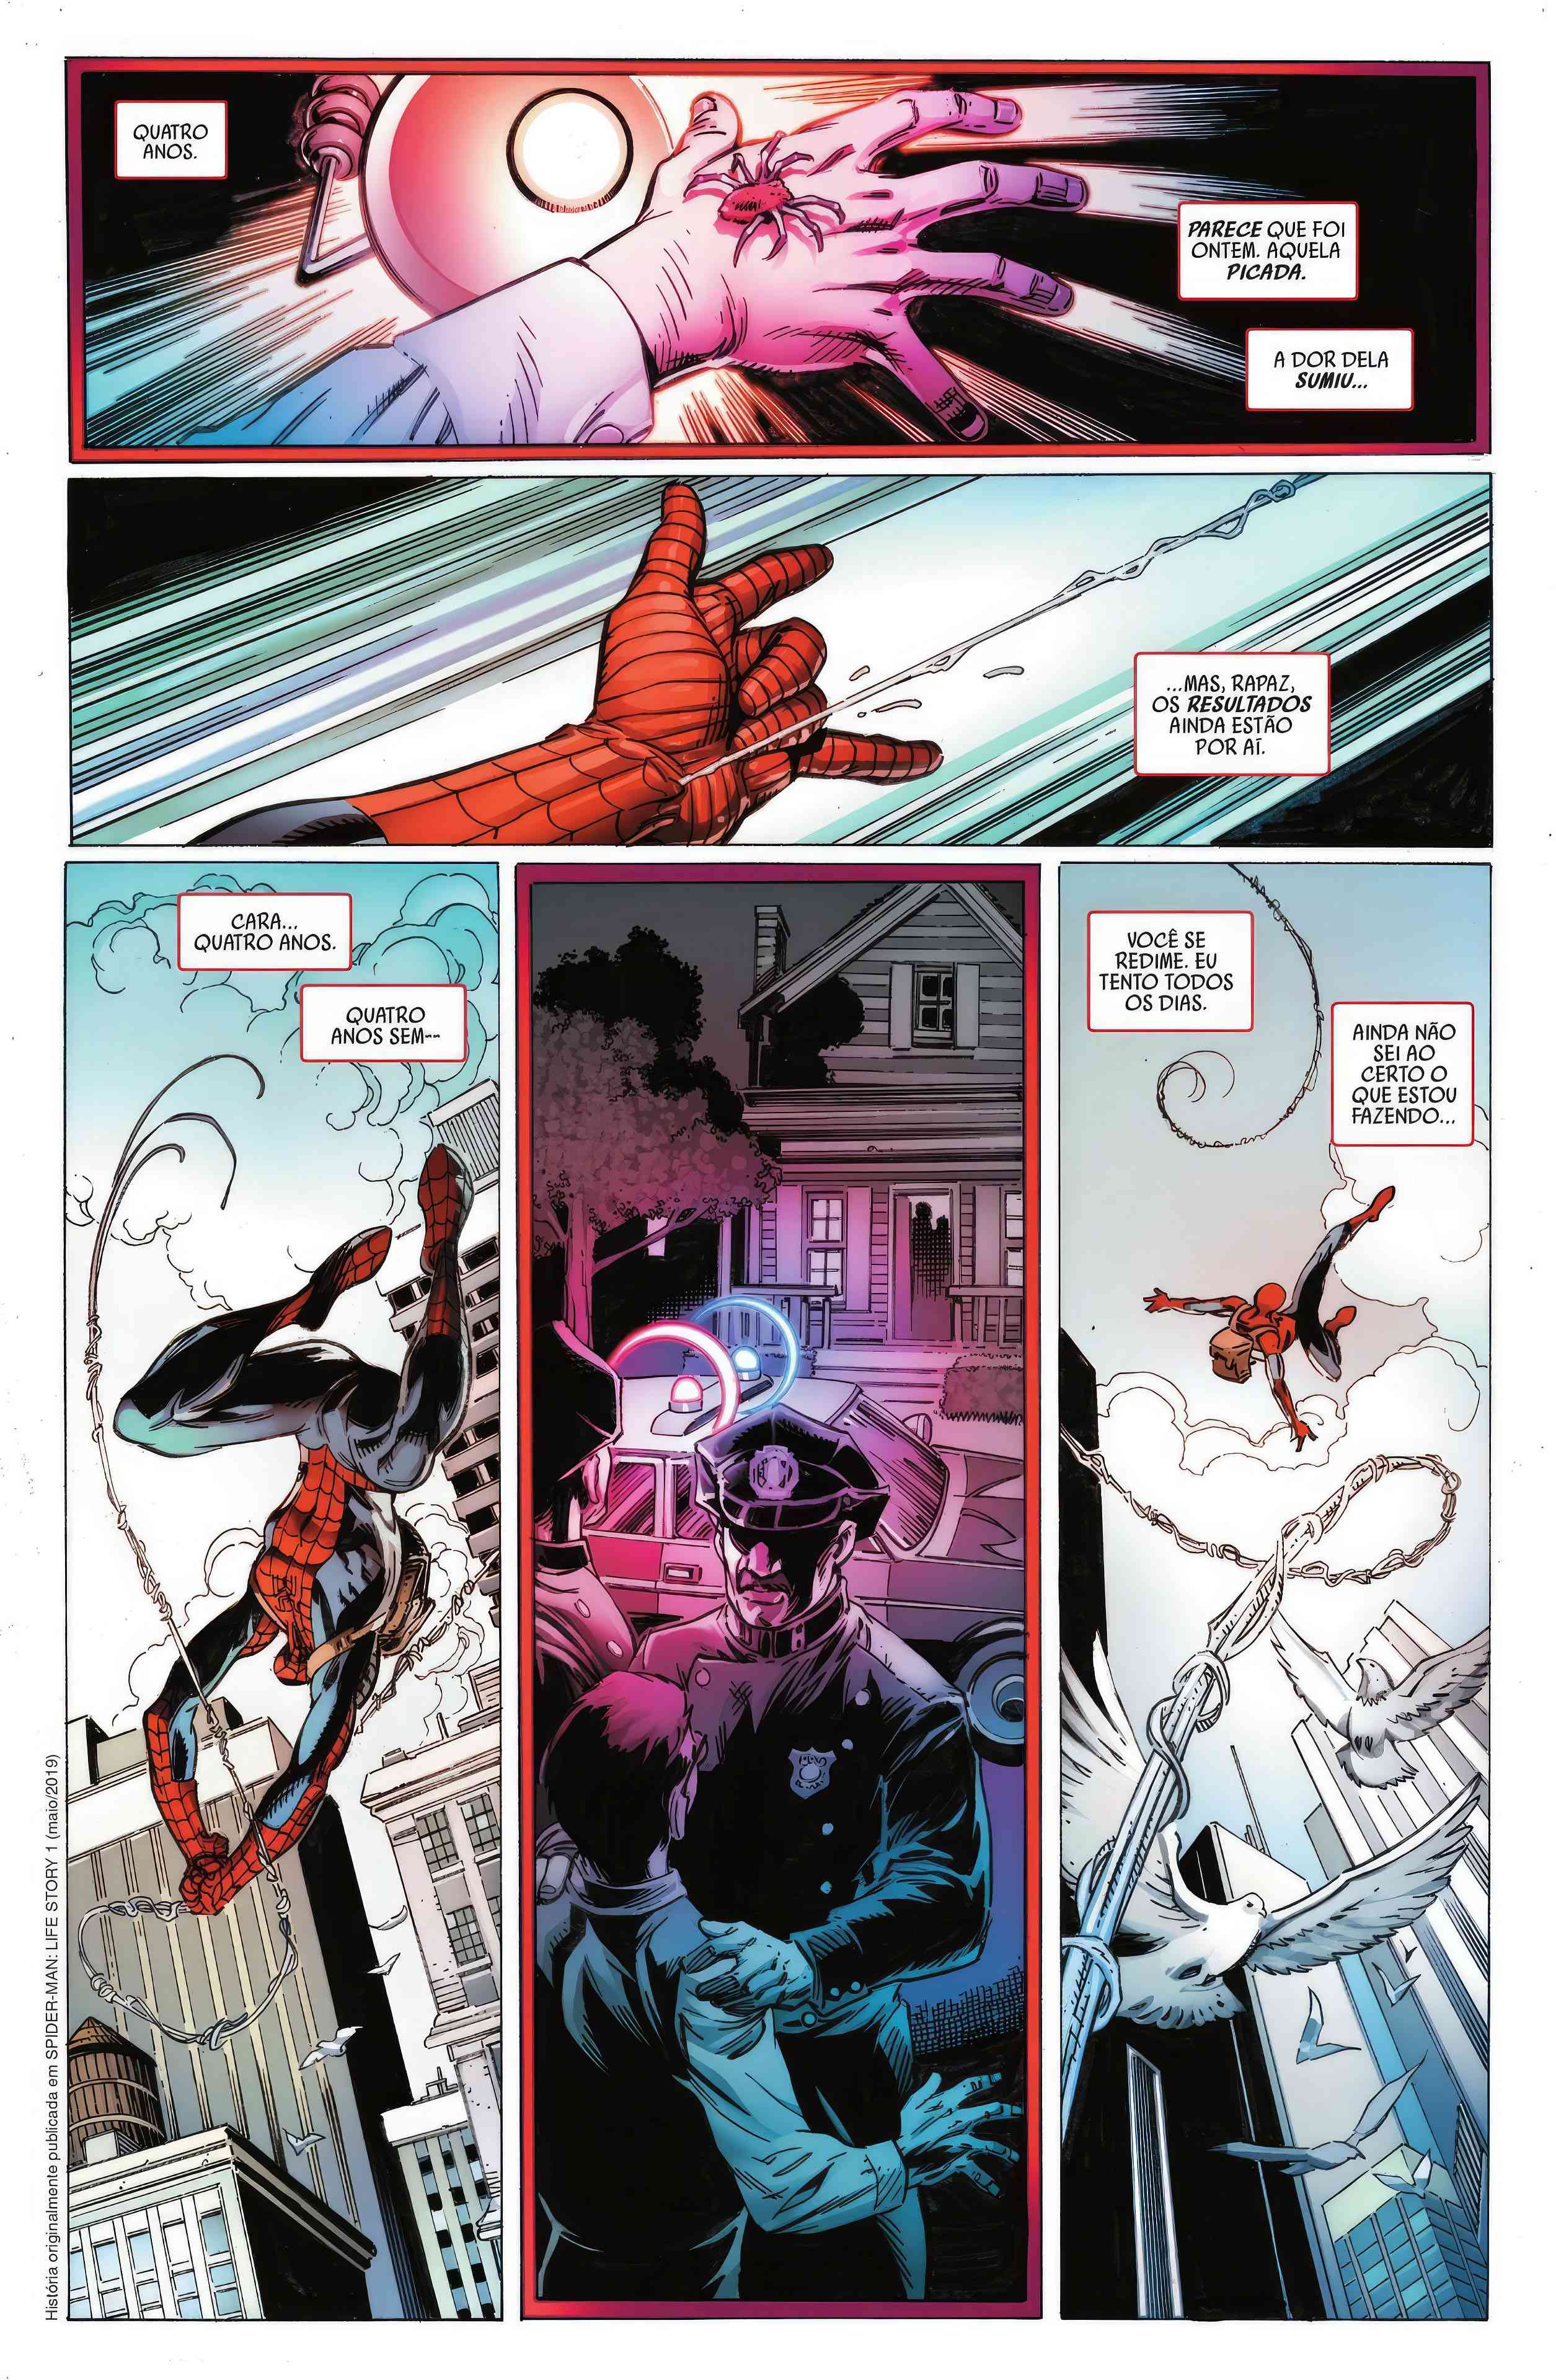 QUATRO
ANOS.
PARECE QUE FOI
ONTEM. AQUELA
PICADA.
A DOR DELA
SUMIU...
...MAS, RAPAZ,
OS RESULTADOS
AINDA ESTÃO
POR AÍ.
CARA...
QUATRO ANOS.
QUATRO
ANOS SEM--
VOCÊ SE
REDIME. EU
TENTO TODOS
OS DIAS.
AINDA NÃO
SEI AO
CERTO O
QUE ESTOU
FAZENDO...
História originalmente publicada em SPIDER-MAN: LIFE STORY 1 (maio/2019)